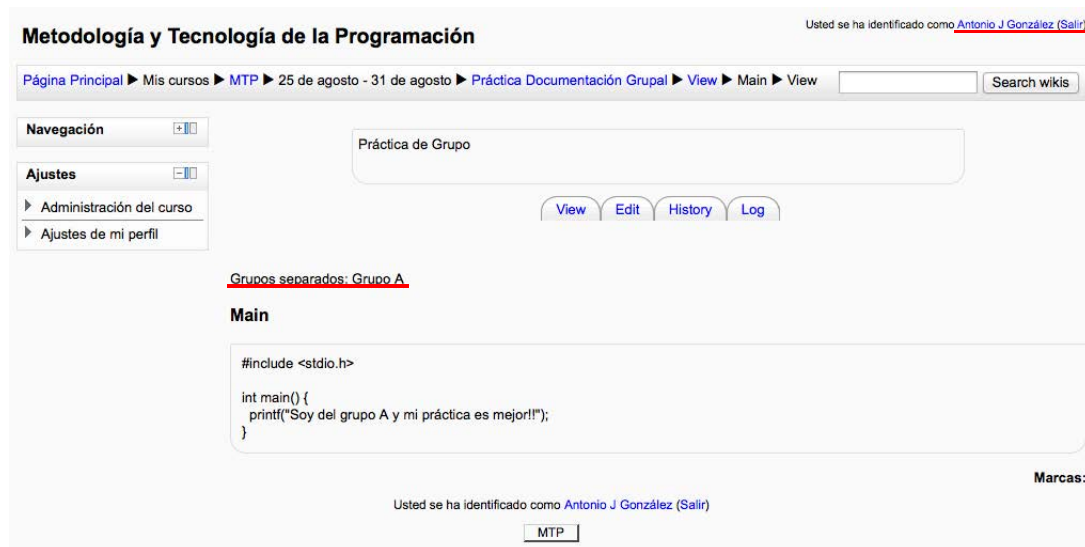 Usted se ha identificado como Antonio J González (Salir)
Metodología y Tecnología de la Programación
Página Principal ▶ Mis cursos ▶ MTP ▶ 25 de agosto - 31 de agosto ▶ Práctica Documentación Grupal ▶ View ▶ Main ▶ View Search wikis
Navegación
Práctica de Grupo
Ajustes
Administración del curso
Ajustes de mi perfil
View Edit History Log
Grupos separados: Grupo A
Main
#include <stdio.h>
int main() {
printf("Soy del grupo A y mi práctica es mejor!!");
}
Marcas:
Usted se ha identificado como Antonio J González (Salir)
MTP